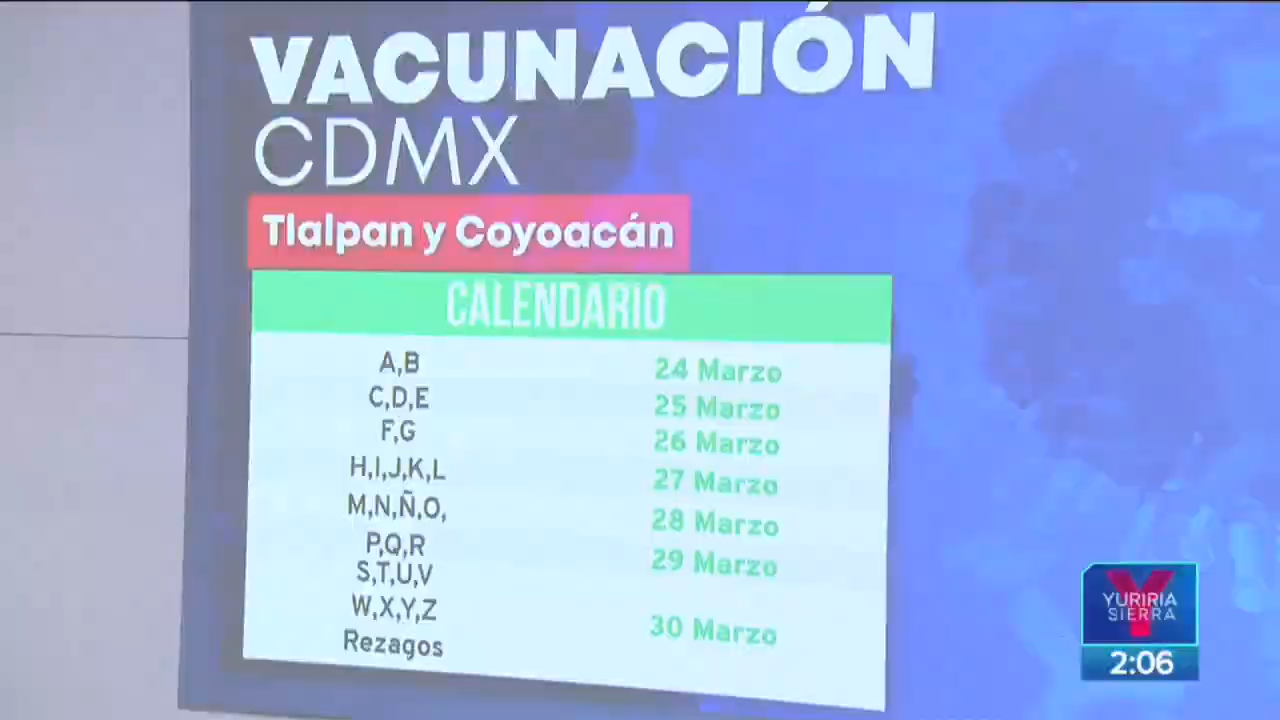 VACUNACIÓN
CDMX
Tlalpan y Coyoacán
CALENDARIO
A,B 24 Marzo
C,D,E 25 Marzo
F,G 26 Marzo
H,I,J,K,L 27 Marzo
M,N,Ñ,O, 28 Marzo
P,Q,R 29 Marzo
S,T,U,V
W,X,Y,Z 30 Marzo
Rezagos
Y
YURIRIA
SIERRA
2:06